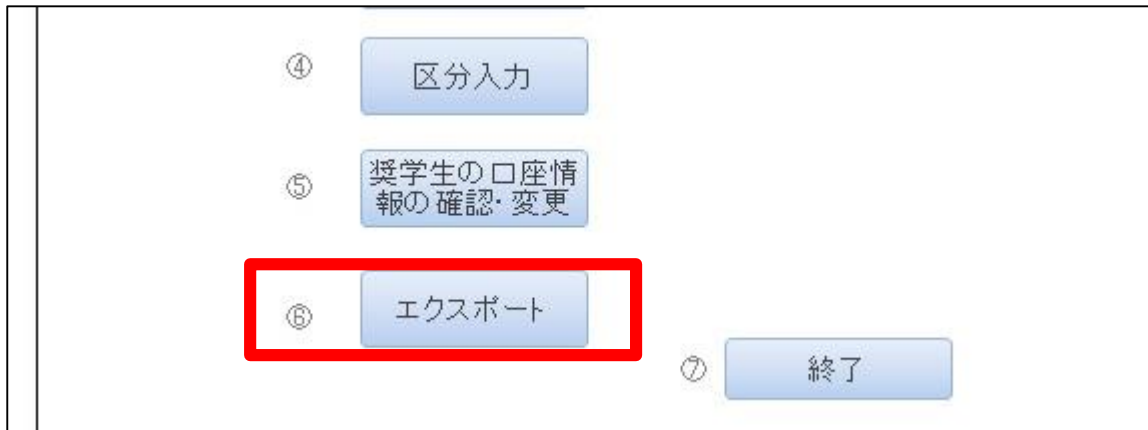 ④ 区分入力
⑤ 奨学生の口座情
報の確認・変更
⑥ エクスポート
⑦ 終了